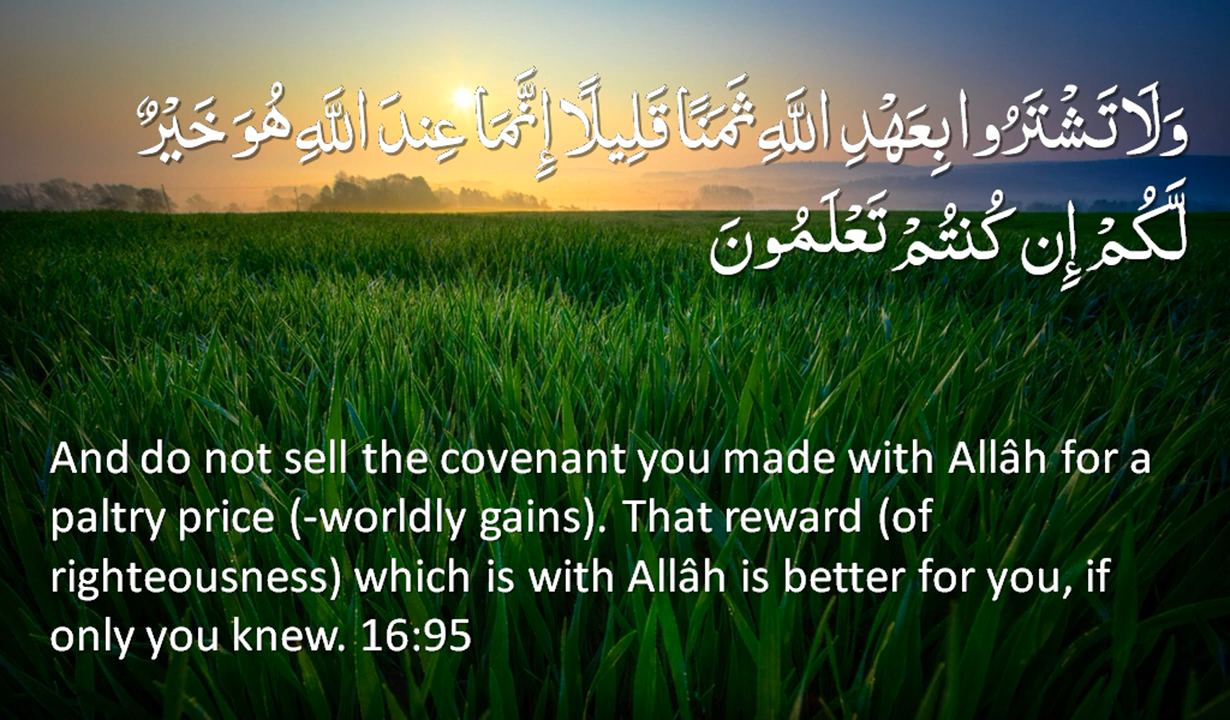 وَلَا تَشْتَرُوا بِعَهْدِ اللَّهِ ثَمَنًا قَلِيلًا إِنَّمَا عِندَ اللَّهِ هُوَ خَيْرٌ
لَّكُمْ إِن كُنتُمْ تَعْلَمُونَ
And do not sell the covenant you made with Allâh for a
paltry price (-worldly gains). That reward (of
righteousness) which is with Allâh is better for you, if
only you knew. 16:95